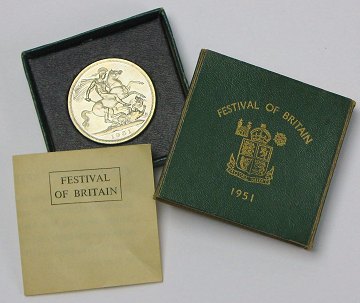 1951
FESTIVAL OF BRITAIN
1951
FESTIVAL
OF BRITAIN